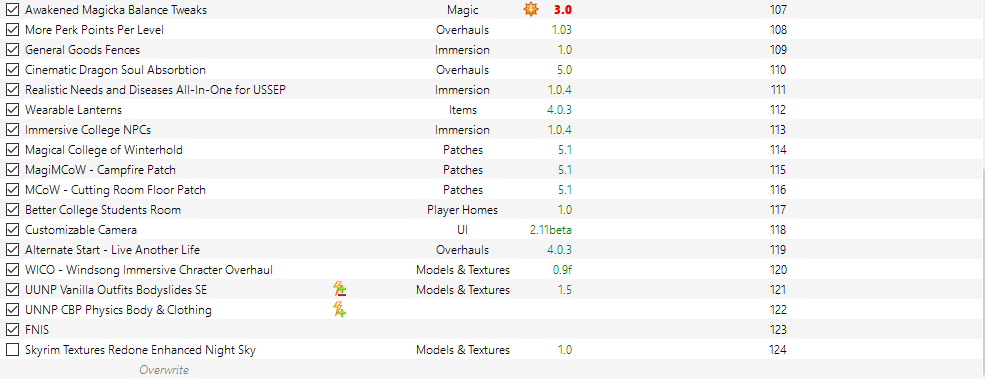 Awakened Magicka Balance Tweaks Magic 3.0 107
More Perk Points Per Level Overhauls 1.03 108
General Goods Fences Immersion 1.0 109
Cinematic Dragon Soul Absorbtion Overhauls 5.0 110
Realistic Needs and Diseases All-In-One for USSEP Immersion 1.0.4 111
Wearable Lanterns Items 4.0.3 112
Immersive College NPCs Immersion 1.0.4 113
Magical College of Winterhold Patches 5.1 114
MagiMCoW - Campfire Patch Patches 5.1 115
MCoW - Cutting Room Floor Patch Patches 5.1 116
Better College Students Room Player Homes 1.0 117
Customizable Camera UI 2.11beta 118
Alternate Start - Live Another Life Overhauls 4.0.3 119
WICO - Windsong Immersive Chracter Overhaul Models & Textures 0.9f 120
UUNP Vanilla Outfits Bodyslides SE Models & Textures 1.5 121
UNNP CBP Physics Body & Clothing 122
FNIS 123
Skyrim Textures Redone Enhanced Night Sky Models & Textures 1.0 124
Overwrite